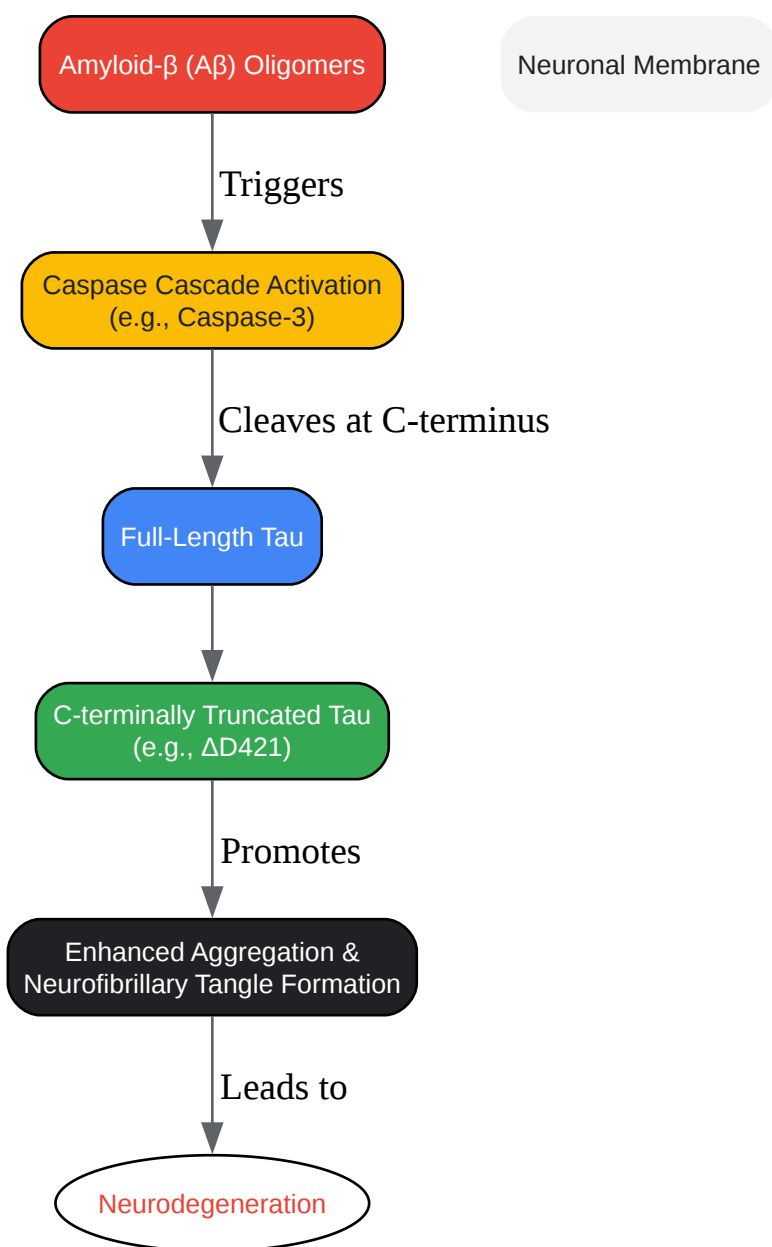 Amyloid-β (Aβ) Oligomers
Neuronal Membrane
Triggers
Caspase Cascade Activation
(e.g., Caspase-3)
Cleaves at C-terminus
Full-Length Tau
C-terminally Truncated Tau
(e.g., ΔD421)
Promotes
Enhanced Aggregation &
Neurofibrillary Tangle Formation
Leads to
Neurodegeneration